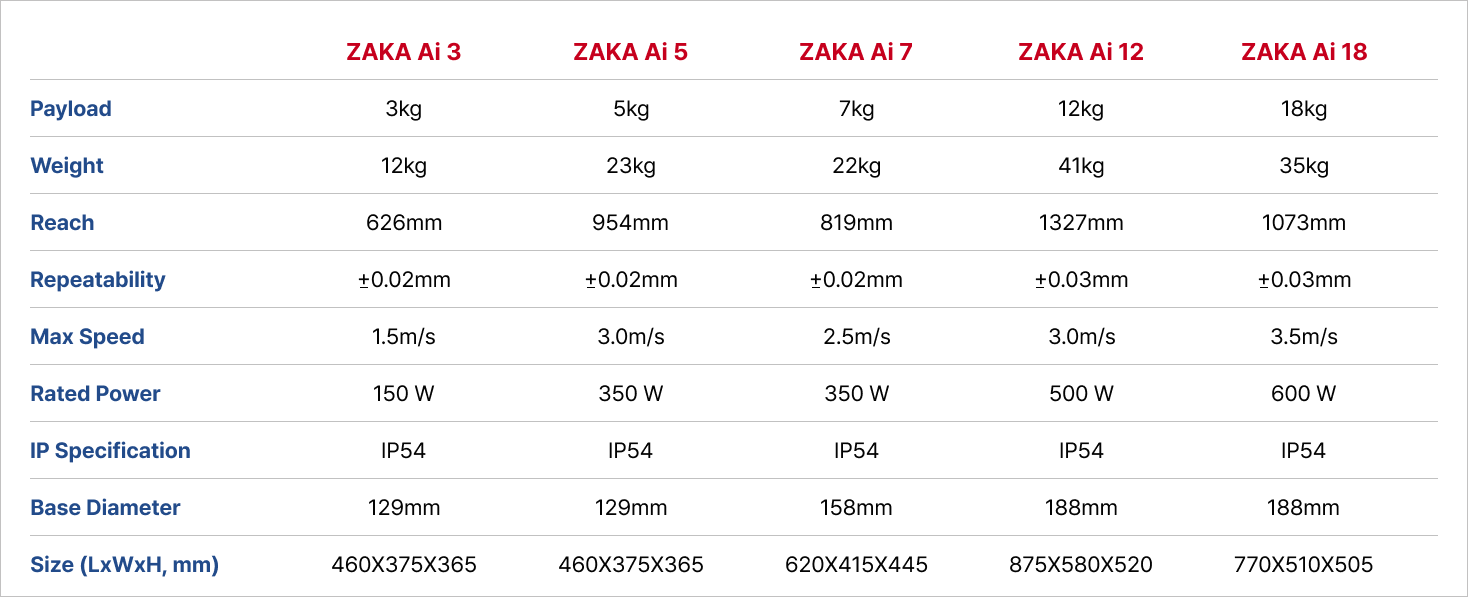 ZAKA Ai 3 ZAKA Ai 5 ZAKA Ai 7 ZAKA Ai 12 ZAKA Ai 18
Payload 3kg 5kg 7kg 12kg 18kg
Weight 12kg 23kg 22kg 41kg 35kg
Reach 626mm 954mm 819mm 1327mm 1073mm
Repeatability ±0.02mm ±0.02mm ±0.02mm ±0.03mm ±0.03mm
Max Speed 1.5m/s 3.0m/s 2.5m/s 3.0m/s 3.5m/s
Rated Power 150 W 350 W 350 W 500 W 600 W
IP Specification IP54 IP54 IP54 IP54 IP54
Base Diameter 129mm 129mm 158mm 188mm 188mm
Size (LxWxH, mm) 460X375X365 460X375X365 620X415X445 875X580X520 770X510X505